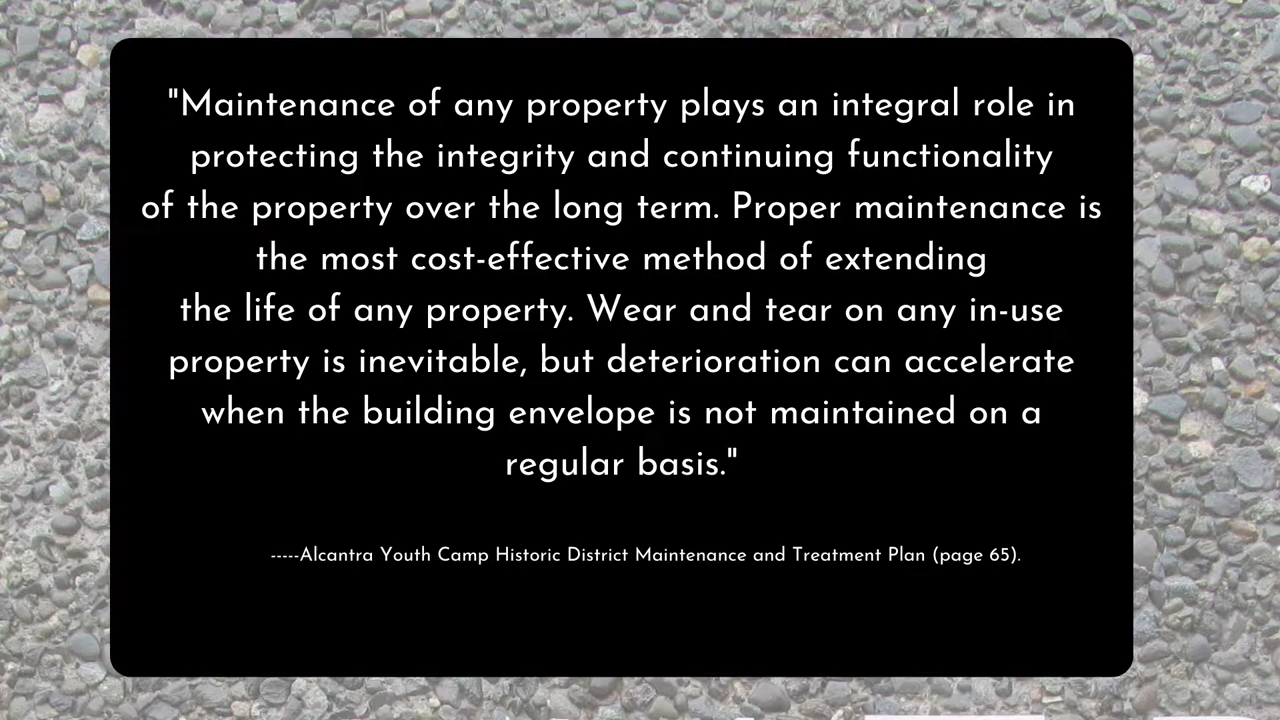 "Maintenance of any property plays an integral role in
protecting the integrity and continuing functionality
of the property over the long term. Proper maintenance is
the most cost-effective method of extending
the life of any property. Wear and tear on any in-use
property is inevitable, but deterioration can accelerate
when the building envelope is not maintained on a
regular basis."
-----Alcantra Youth Camp Historic District Maintenance and Treatment Plan (page 65).